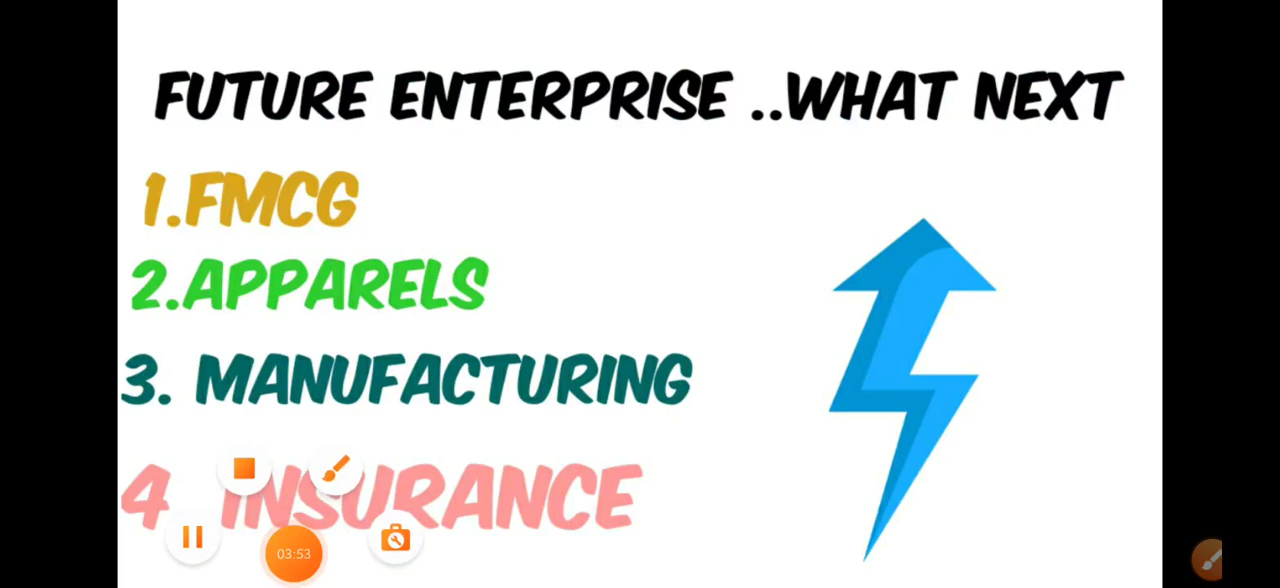 FUTURE ENTERPRISE ..WHAT NEXT
1.FMCG
2.APPARELS
3. MANUFACTURING
4. INSURANCE
03:53